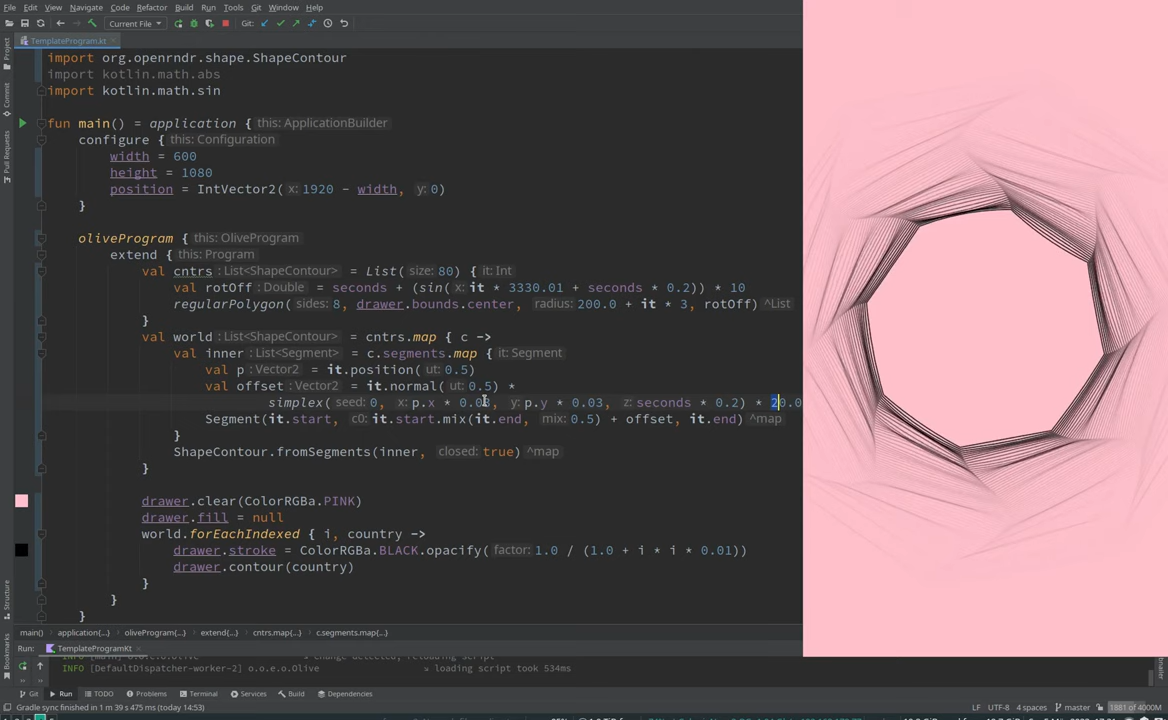 File Edit View Navigate Code Refactor Build Run Tools Git Window Help
Current File Git:
TemplateProgram.kt
import org.openrndr.shape.ShapeContour
import kotlin.math.abs
import kotlin.math.sin
fun main() = application { this: ApplicationBuilder
configure { this: Configuration
width = 600
height = 1080
position = IntVector2( x: 1920 - width, y: 0)
}
oliveProgram { this: OliveProgram
extend { this: Program
val cntrs : List<ShapeContour> = List( size: 80) { it: Int
val rotOff : Double = seconds + (sin( x: it * 3330.01 + seconds * 0.2)) * 10
regularPolygon( sides: 8, drawer.bounds.center, radius: 200.0 + it * 3, rotOff) ^List
}
val world : List<ShapeContour> = cntrs.map { c ->
val inner : List<Segment> = c.segments.map { it: Segment
val p : Vector2 = it.position( ut: 0.5)
val offset : Vector2 = it.normal( ut: 0.5) *
simplex( seed: 0, x: p.x * 0.03, y: p.y * 0.03, z: seconds * 0.2) * 20.0
Segment(it.start, c0: it.start.mix(it.end, mix: 0.5) + offset, it.end) ^map
}
ShapeContour.fromSegments(inner, closed: true) ^map
}
drawer.clear(ColorRGBa.PINK)
drawer.fill = null
world.forEachIndexed { i, country ->
drawer.stroke = ColorRGBa.BLACK.opacify( factor: 1.0 / (1.0 + i * i * 0.01))
drawer.contour(country)
}
}
}
main() application {...} oliveProgram{...} extend{...} cntrs.map{...} c.segments.map{...}
Run: TemplateProgramKt
INFO [DefaultDispatcher-worker-2] o.o.e.o.Olive ↘ loading script took 534ms
Git Run TODO Problems Terminal Services Build Dependencies
Gradle sync finished in 1 m 39 s 475 ms (today 14:53) LF UTF-8 4 spaces master 1881 of 4000M
Project
Commit
Pull Requests
Structure
Bookmarks